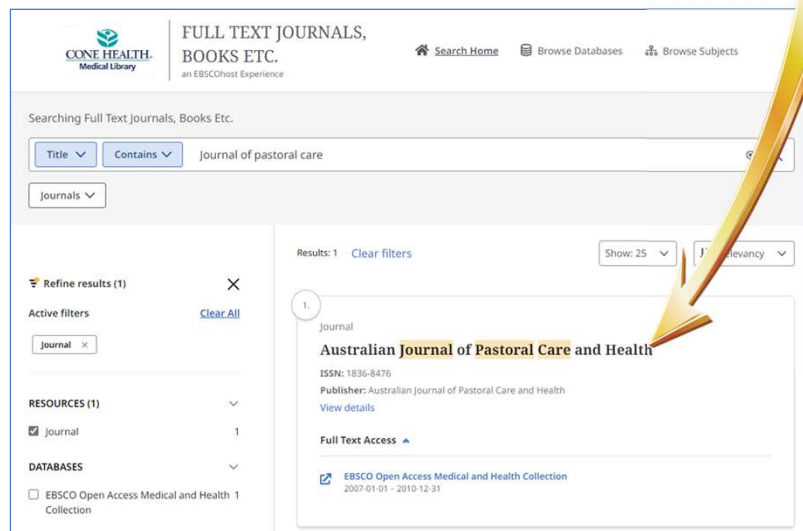 CONE HEALTH.
Medical Library
FULL TEXT JOURNALS,
BOOKS ETC.
an EBSCOhost Experience
Search Home
Browse Databases
Browse Subjects
Searching Full Text Journals, Books Etc.
Title
Contains
Journal of pastoral care
Journals
Refine results (1)
Active filters
Clear All
Journal
RESOURCES (1)
Journal 1
DATABASES
EBSCO Open Access Medical and Health 1
Collection
Results: 1 Clear filters
Show: 25
1.
Journal
Australian Journal of Pastoral Care and Health
ISSN: 1836-8476
Publisher: Australian Journal of Pastoral Care and Health
View details
Full Text Access
EBSCO Open Access Medical and Health Collection
2007-01-01 - 2010-12-31